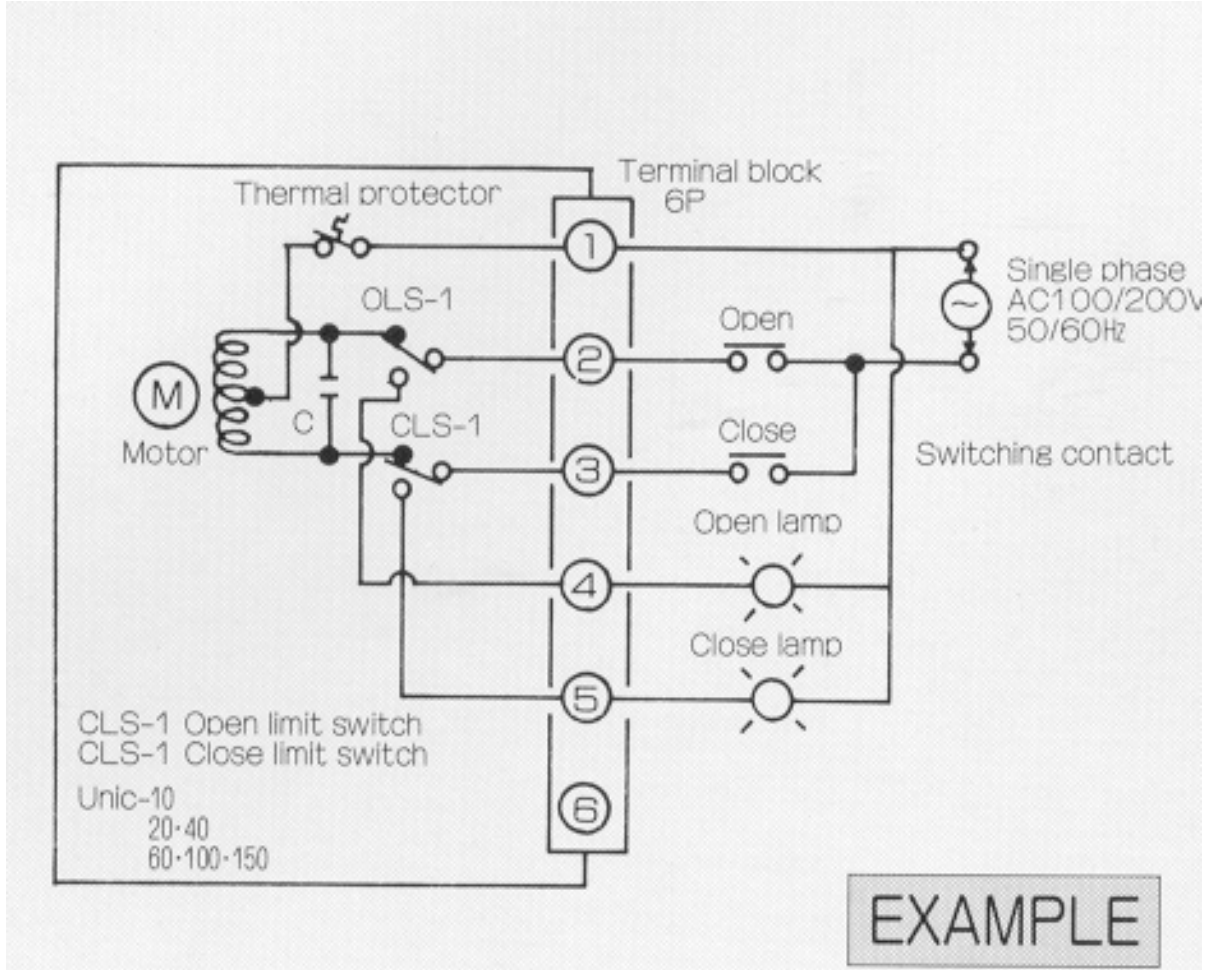 Terminal block
6P
Thermal protector
1
Single phase
AC100/200V
50/60Hz
OLS-1
Open
2
M
Motor
C
CLS-1
Close
3
Switching contact
Open lamp
4
Close lamp
5
CLS-1 Open limit switch
CLS-1 Close limit switch
Unic-10
20·40
60·100·150
6
EXAMPLE